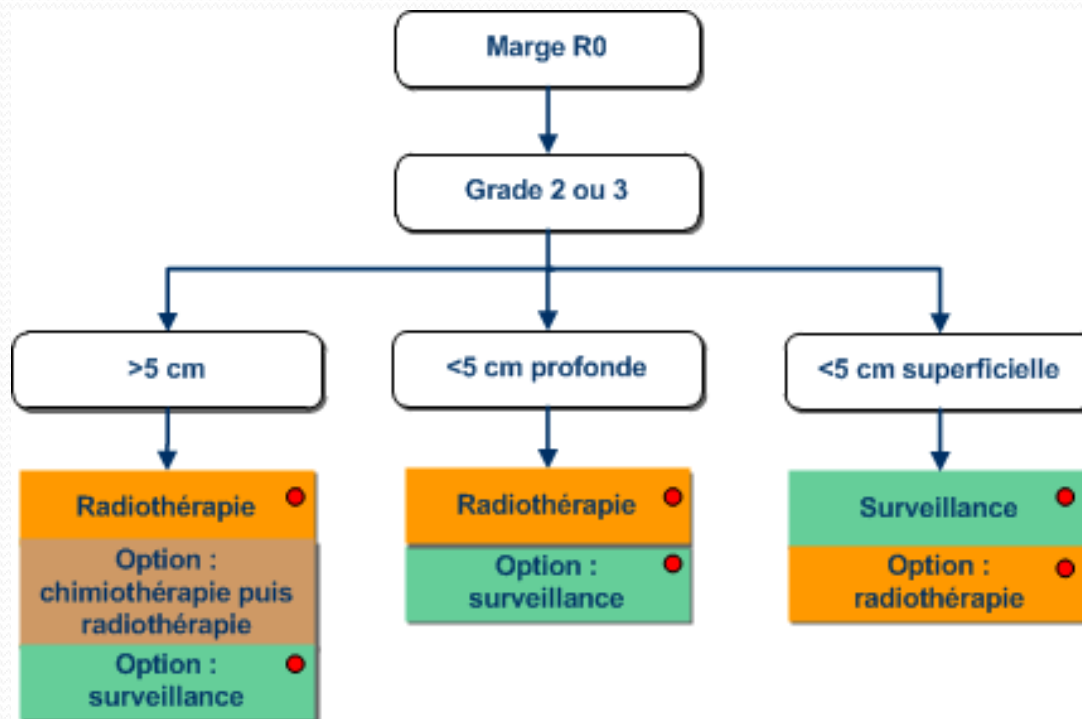 Marge R0
Grade 2 ou 3
>5 cm
<5 cm profonde
<5 cm superficielle
Radiothérapie
Option :
chimiothérapie puis
radiothérapie
Option :
surveillance
Radiothérapie
Option :
surveillance
Surveillance
Option :
radiothérapie